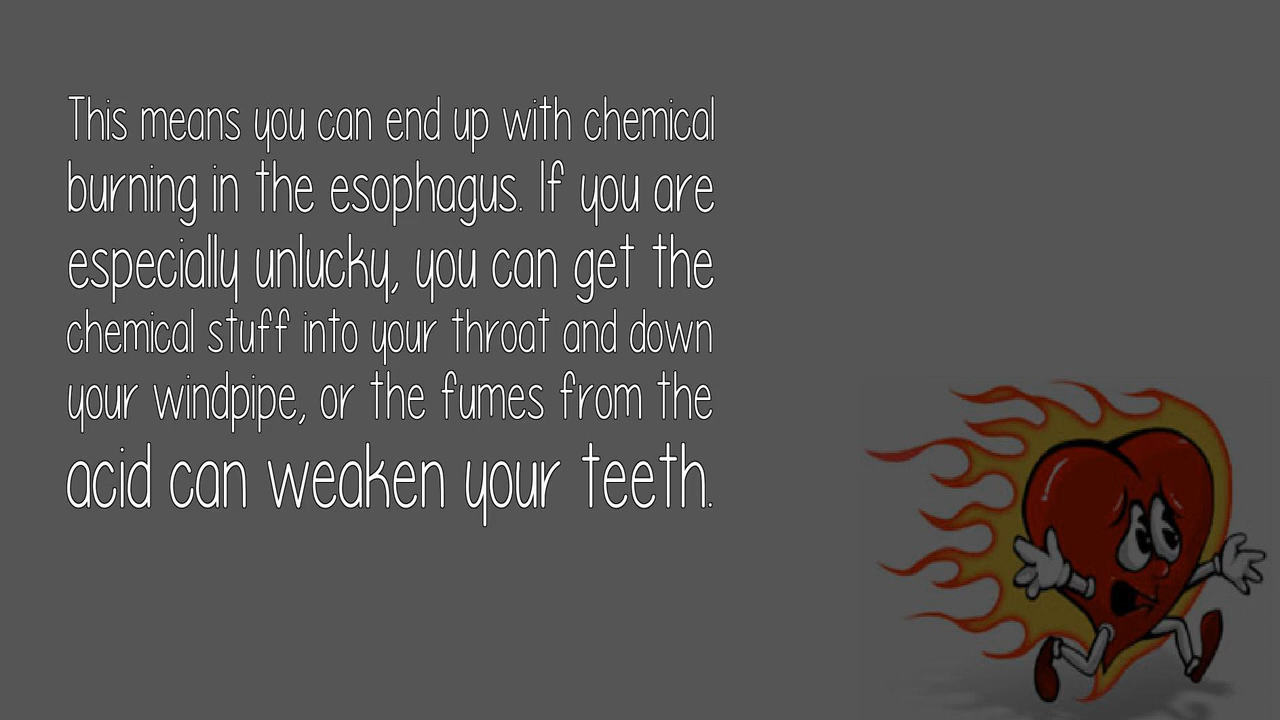 This means you can end up with chemical
burning in the esophagus. If you are
especially unlucky, you can get the
chemical stuff into your throat and down
your windpipe, or the fumes from the
acid can weaken your teeth.